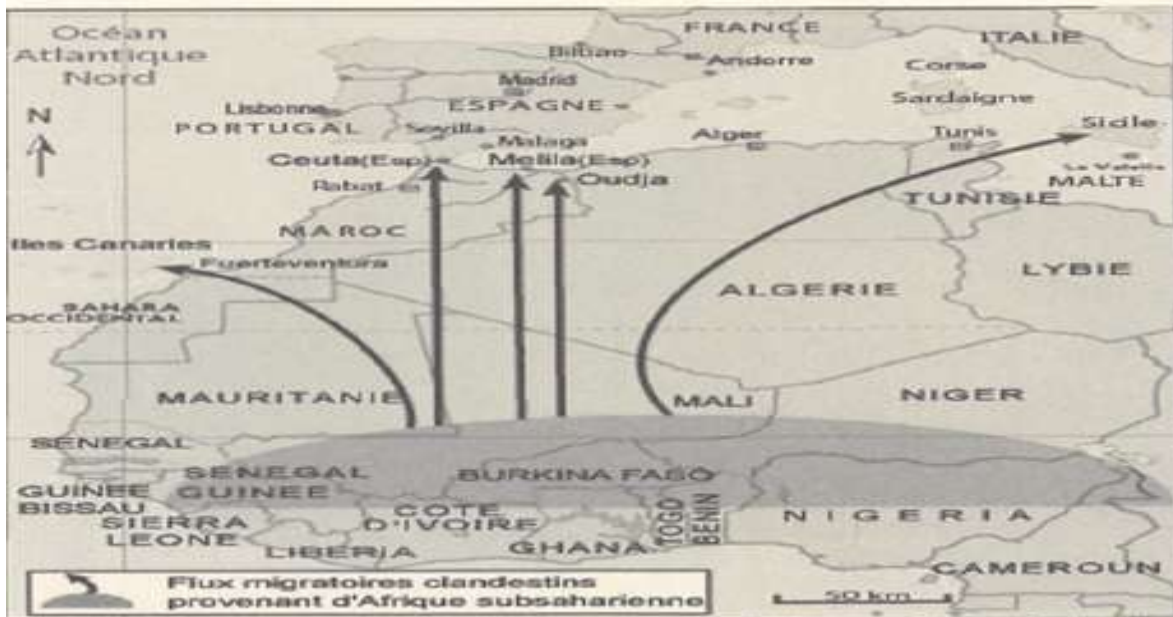 Océan
Atlantique
Nord
FRANCE
ITALIE
Bilbao
Andorre
Corse
Madrid
Sardaigne
Lisbonne
ESPAGNE
N
PORTUGAL
Sevilla
Malaga
Alger
Tunis
Sicile
Ceuta(Esp)
Melila(Esp)
La Valette
Rabat
Oudja
MALTE
TUNISIE
MAROC
Iles Canaries
Fuerteventura
LYBIE
ALGERIE
SAHARA
OCCIDENTAL
MAURITANIE
MALI
NIGER
SENEGAL
SENEGAL
BURKINA FASO
GUINEE
BISSAU
GUINEE
COTE
D'IVOIRE
TOGO
BENIN
NIGERIA
SIERRA
LEONE
LIBERIA
GHANA
CAMEROUN
Flux migratoires clandestins
provenant d'Afrique subsaharienne
50 km